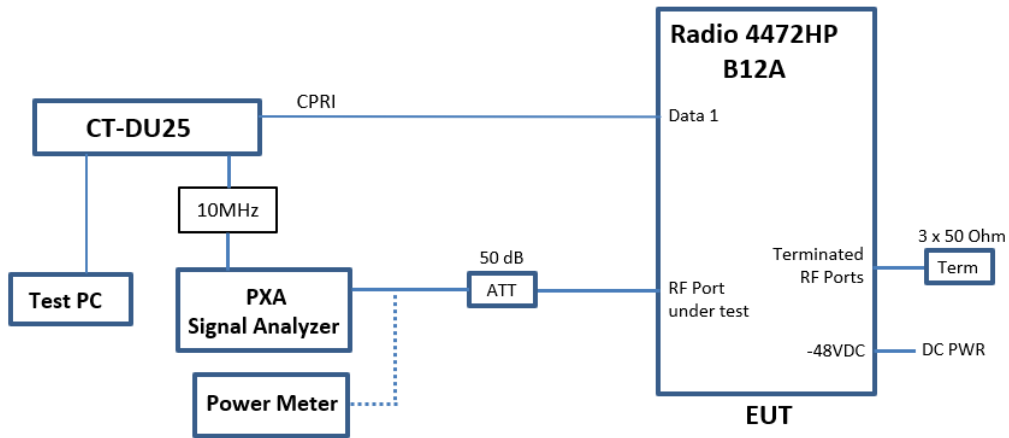 Radio 4472HP
B12A
CPRI
CT-DU25
Data 1
10MHz
3 x 50 Ohm
Terminated
RF Ports
Term
50 dB
Test PC
PXA
Signal Analyzer
ATT
RF Port
under test
-48VDC
DC PWR
Power Meter
EUT